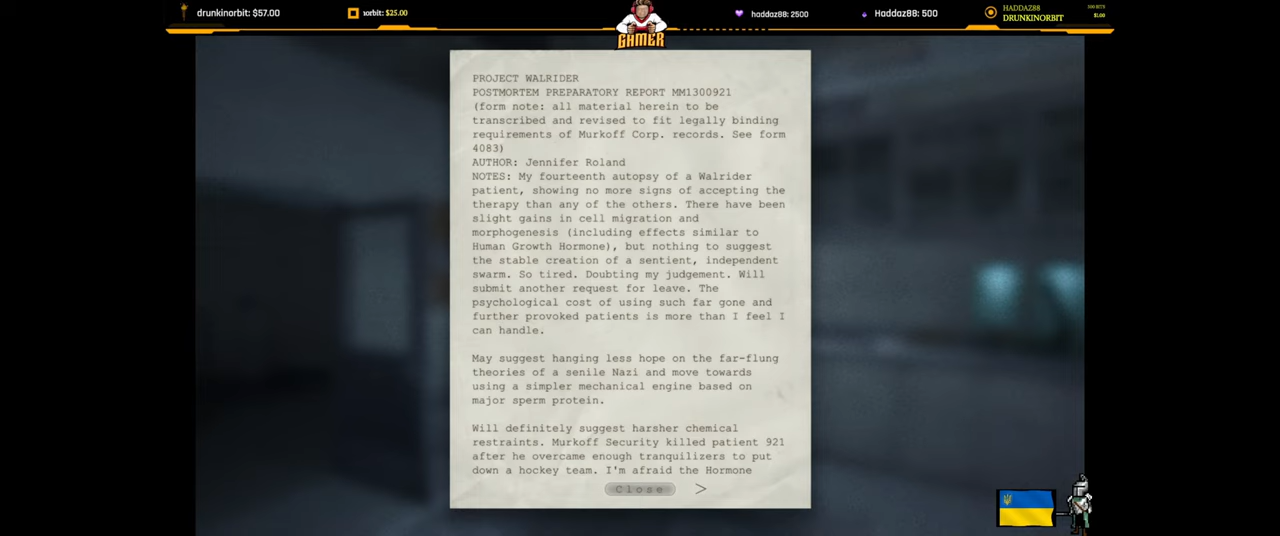 drunkinorbit: $57.00
1orbit: $25.00
haddaz88: 2500
Haddaz88: 500
HADDAZ88
DRUNKINORBIT
500 BITS
$1.00
GAMER
PROJECT WALRIDER
POSTMORTEM PREPARATORY REPORT MM1300921
(form note: all material herein to be
transcribed and revised to fit legally binding
requirements of Murkoff Corp. records. See form
4083)
AUTHOR: Jennifer Roland
NOTES: My fourteenth autopsy of a Walrider
patient, showing no more signs of accepting the
therapy than any of the others. There have been
slight gains in cell migration and
morphogenesis (including effects similar to
Human Growth Hormone), but nothing to suggest
the stable creation of a sentient, independent
swarm. So tired. Doubting my judgement. Will
submit another request for leave. The
psychological cost of using such far gone and
further provoked patients is more than I feel I
can handle.
May suggest hanging less hope on the far-flung
theories of a senile Nazi and move towards
using a simpler mechanical engine based on
major sperm protein.
Will definitely suggest harsher chemical
restraints. Murkoff Security killed patient 921
after he overcame enough tranquilizers to put
down a hockey team. I'm afraid the Hormone
Close >